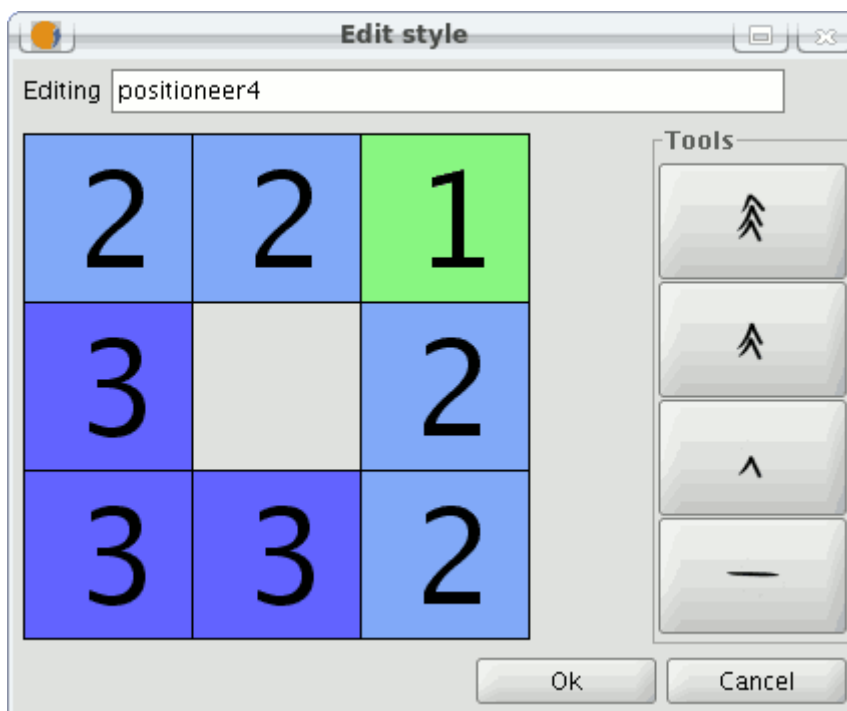 Edit style
Editing positioneer4
Tools
2 2 1
3 2
3 3 2
Ok Cancel